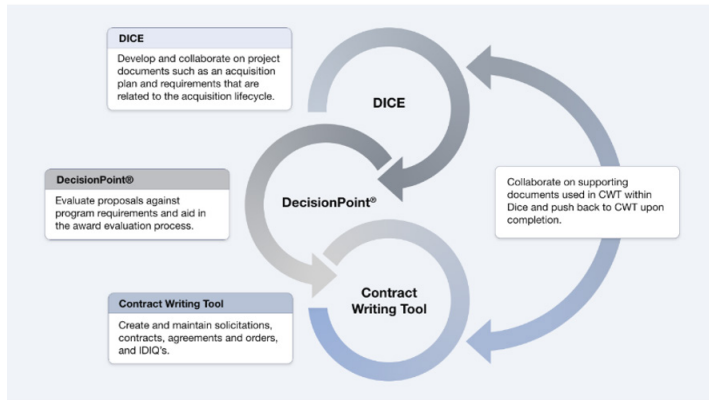 DICE
Develop and collaborate on project
documents such as an acquisition
plan and requirements that are
related to the acquisition lifecycle.
DICE
DecisionPoint®
Evaluate proposals against
program requirements and aid in
the award evaluation process.
DecisionPoint®
Collaborate on supporting
documents used in CWT within
Dice and push back to CWT upon
completion.
Contract Writing Tool
Create and maintain solicitations,
contracts, agreements and orders,
and IDIQ's.
Contract
Writing Tool